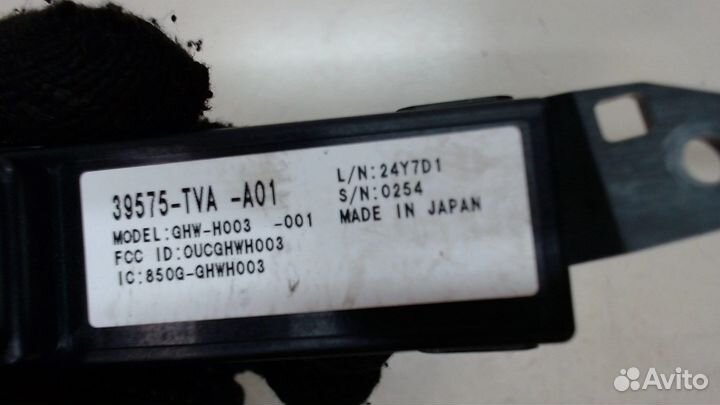 39575-TVA -A01
MODEL:GHW-H003 -001
FCC ID:OUCGHWH003
IC:850G-GHWH003
L/N:24Y7D1
S/N:0254
MADE IN JAPAN
Avito